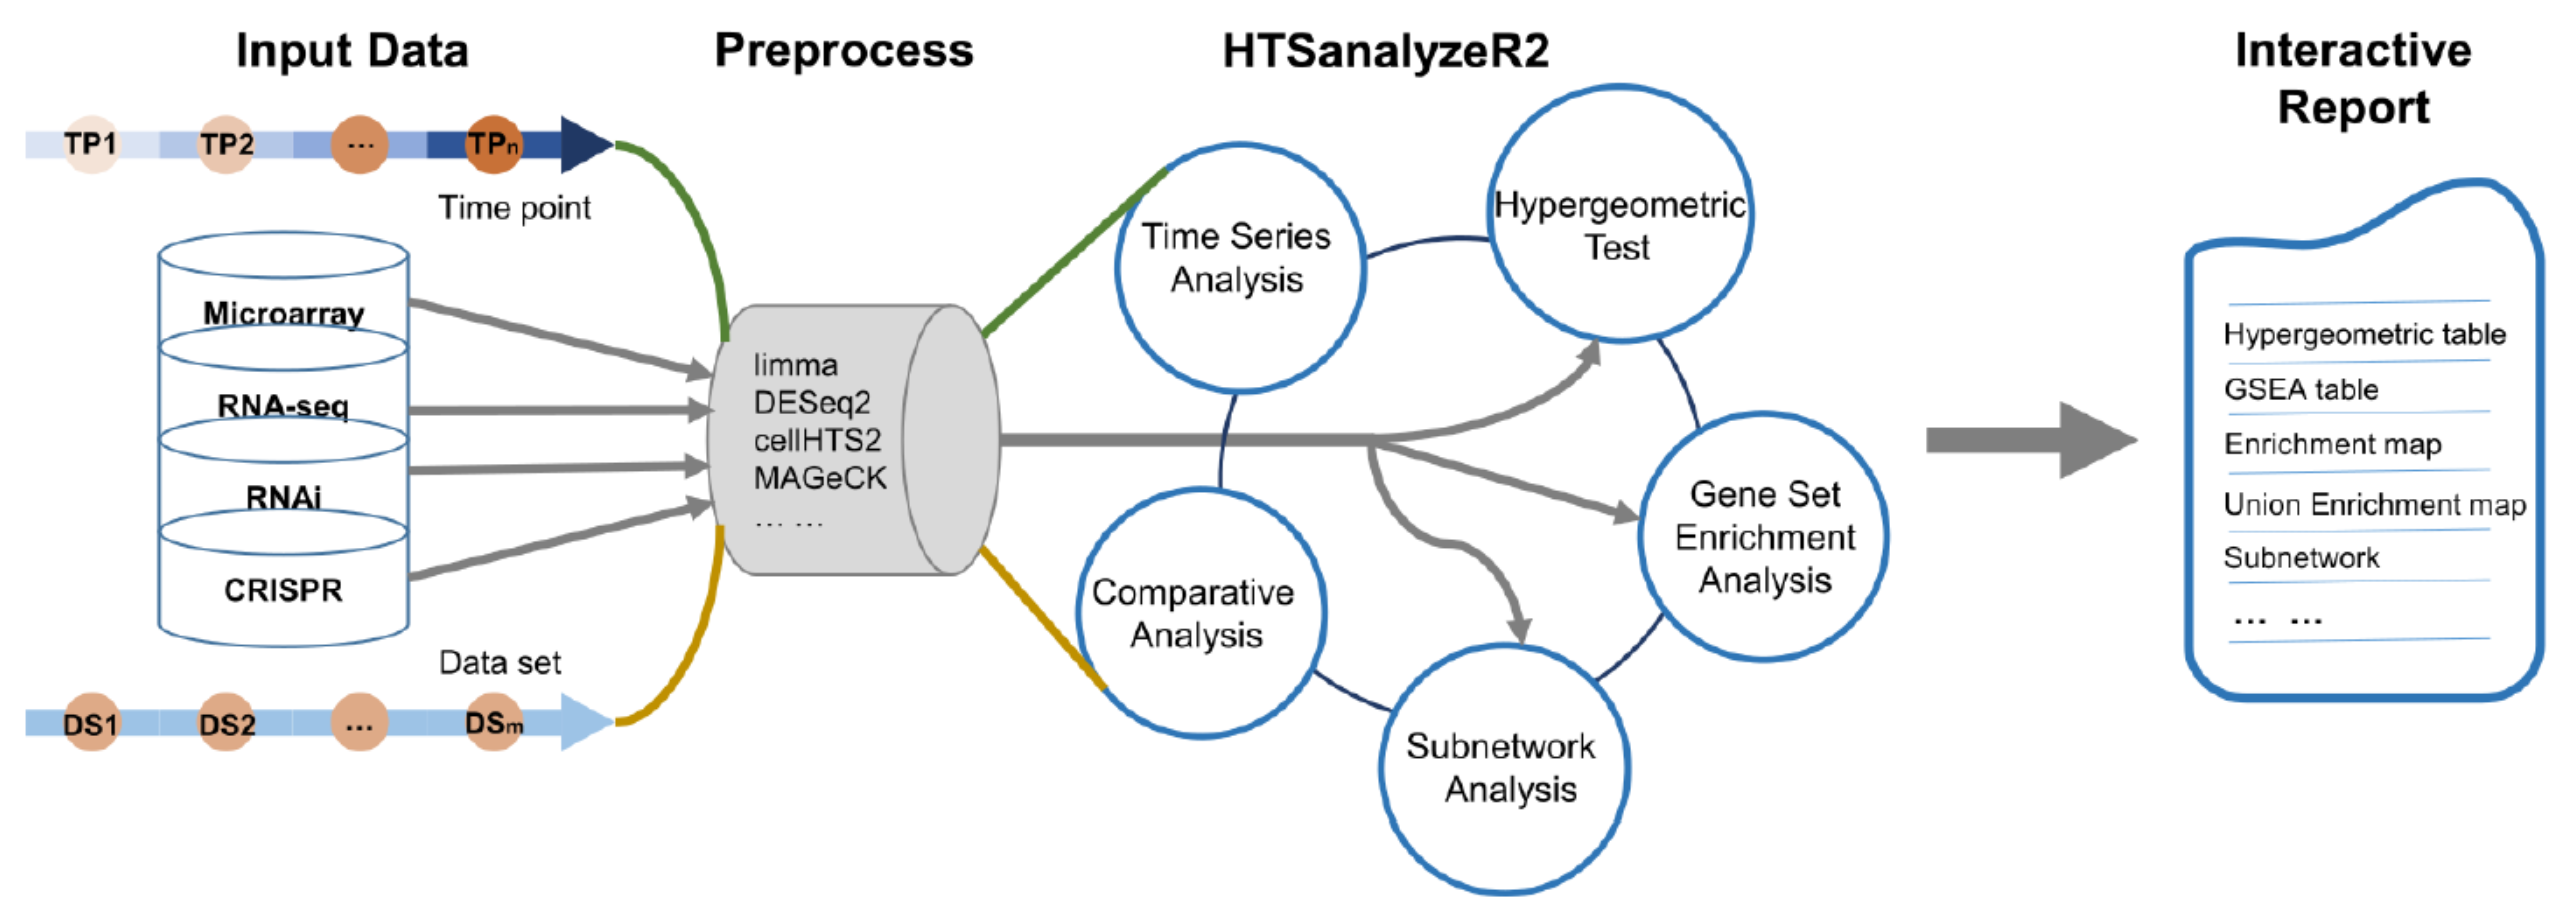 Input Data
TP1
TP2
...
TPn
Time point
Microarray
RNA-seq
RNAi
CRISPR
Data set
DS1
DS2
...
DSm
Preprocess
limma
DESeq2
cellHTS2
MAGeCK
... ...
HTSanalyzeR2
Time Series
Analysis
Hypergeometric
Test
Gene Set
Enrichment
Analysis
Comparative
Analysis
Subnetwork
Analysis
Interactive
Report
Hypergeometric table
GSEA table
Enrichment map
Union Enrichment map
Subnetwork
... ...